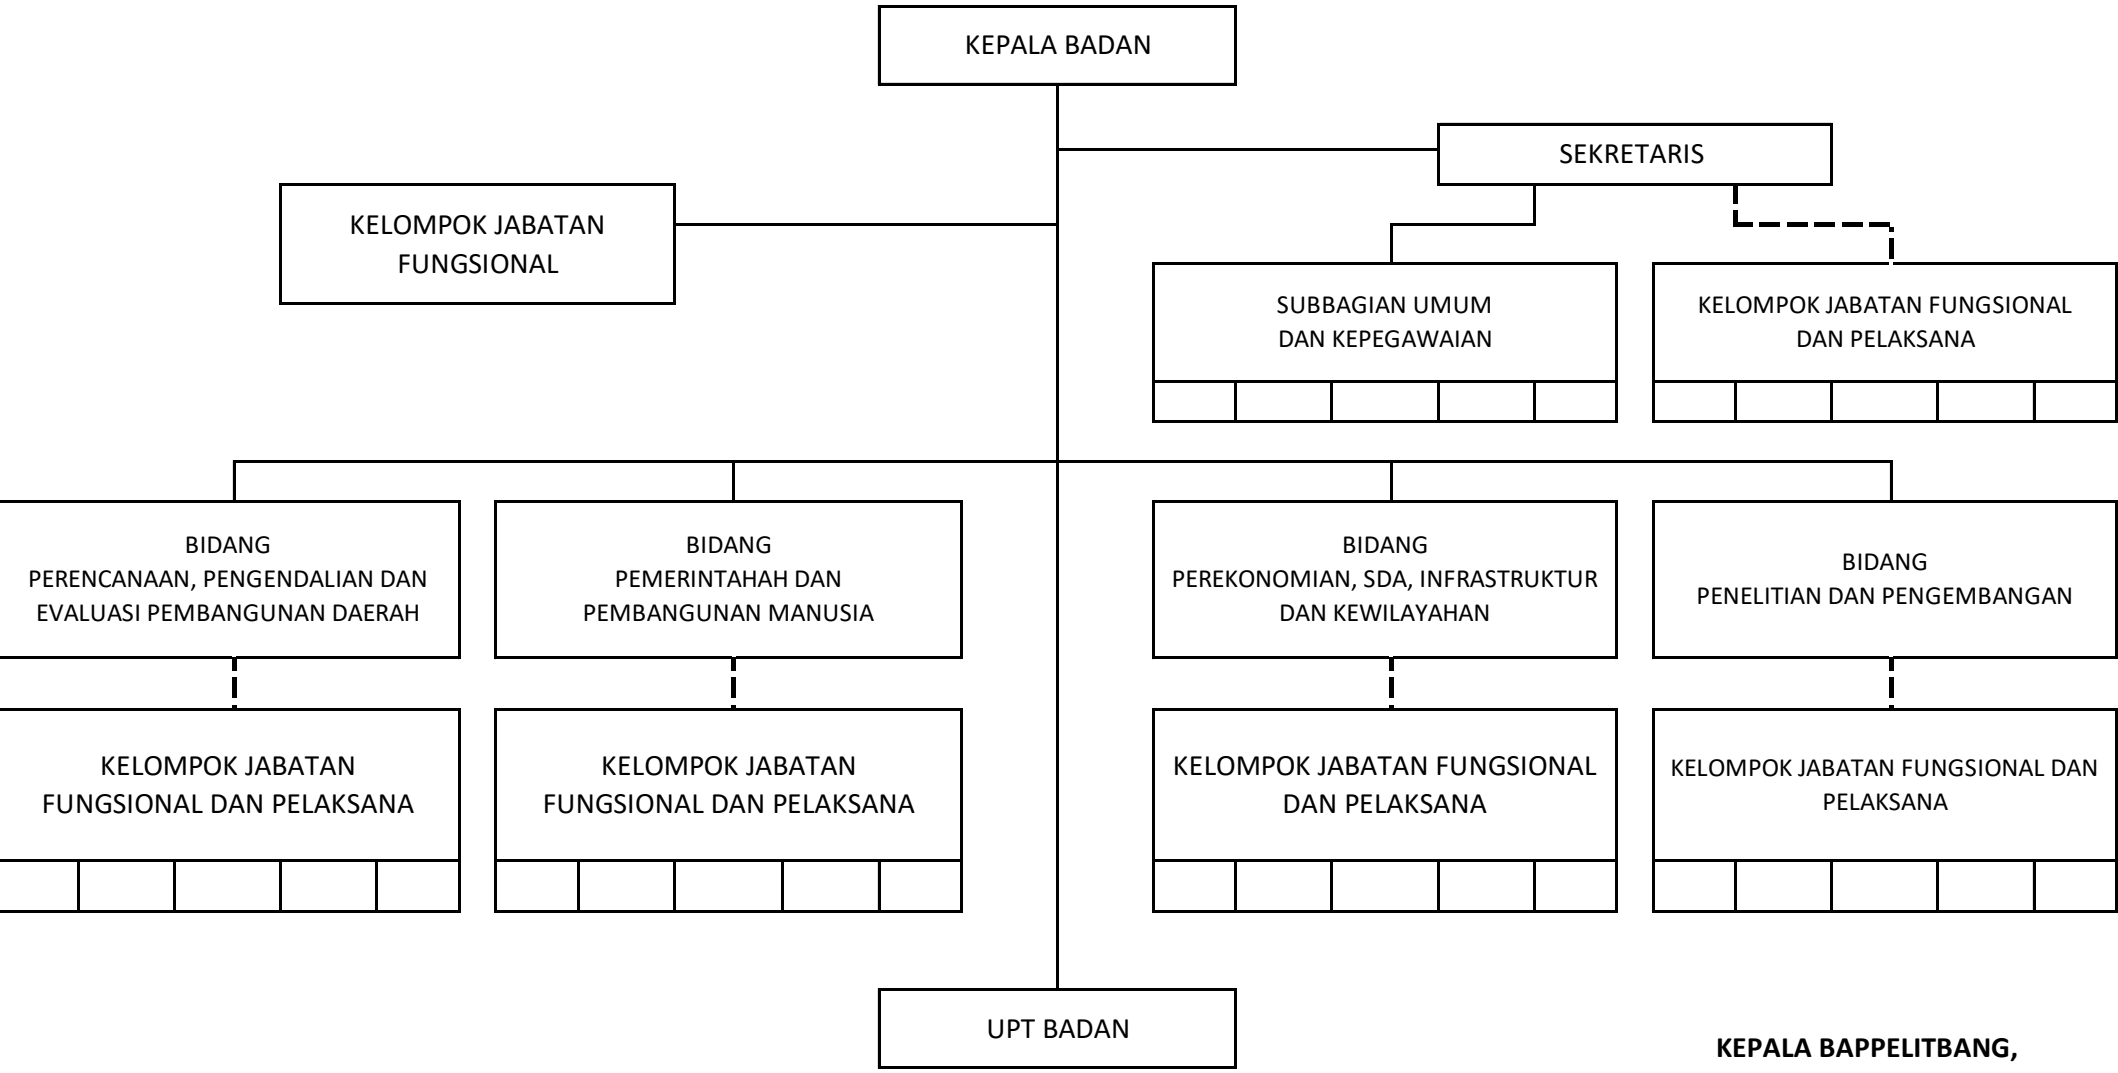 KEPALA BADAN
SEKRETARIS
KELOMPOK JABATAN
FUNGSIONAL
SUBBAGIAN UMUM
DAN KEPEGAWAIAN
KELOMPOK JABATAN FUNGSIONAL
DAN PELAKSANA
BIDANG
PERENCANAAN, PENGENDALIAN DAN
EVALUASI PEMBANGUNAN DAERAH
BIDANG
PEMERINTAHAH DAN
PEMBANGUNAN MANUSIA
BIDANG
PEREKONOMIAN, SDA, INFRASTRUKTUR
DAN KEWILAYAHAN
BIDANG
PENELITIAN DAN PENGEMBANGAN
KELOMPOK JABATAN
FUNGSIONAL DAN PELAKSANA
KELOMPOK JABATAN
FUNGSIONAL DAN PELAKSANA
KELOMPOK JABATAN FUNGSIONAL
DAN PELAKSANA
KELOMPOK JABATAN FUNGSIONAL DAN
PELAKSANA
UPT BADAN
KEPALA BAPPELITBANG,